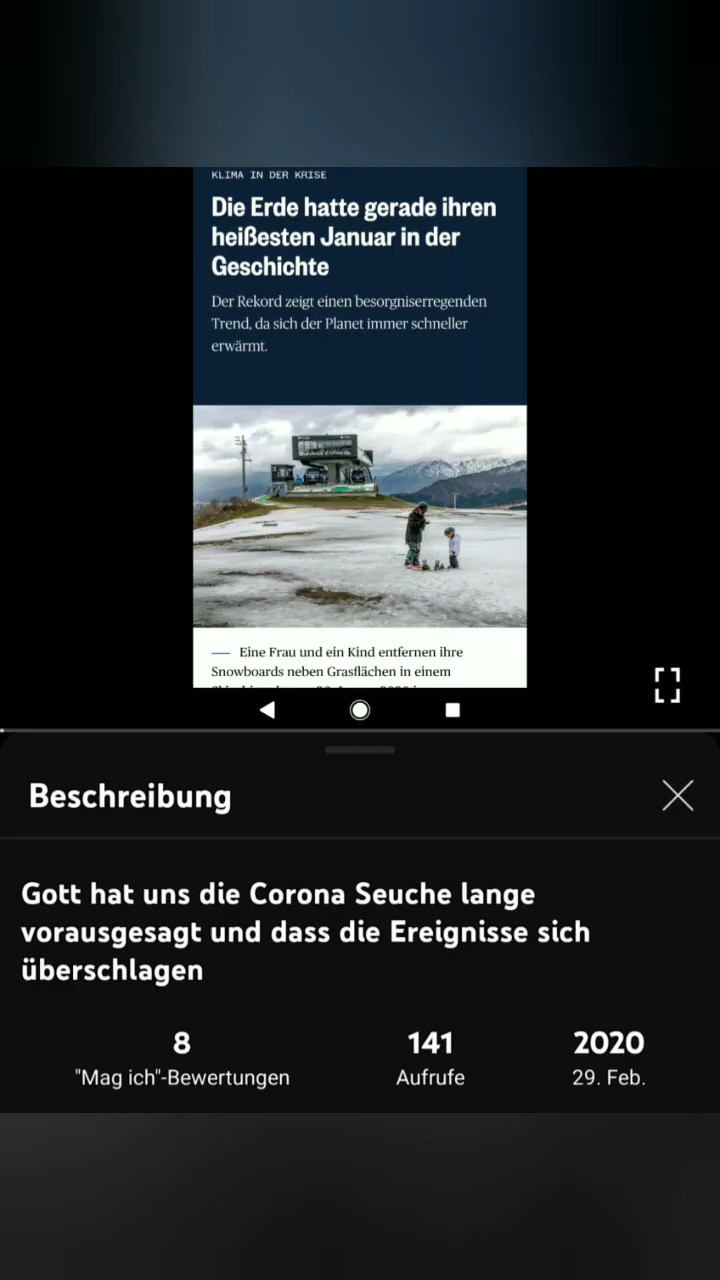 KLIMA IN DER KRISE
Die Erde hatte gerade ihren
heißesten Januar in der
Geschichte
Der Rekord zeigt einen besorgniserregenden
Trend, da sich der Planet immer schneller
erwärmt.
Eine Frau und ein Kind entfernen ihre
Snowboards neben Grasflächen in einem
Beschreibung
Gott hat uns die Corona Seuche lange
vorausgesagt und dass die Ereignisse sich
überschlagen
8 141 2020
"Mag ich"-Bewertungen Aufrufe 29. Feb.